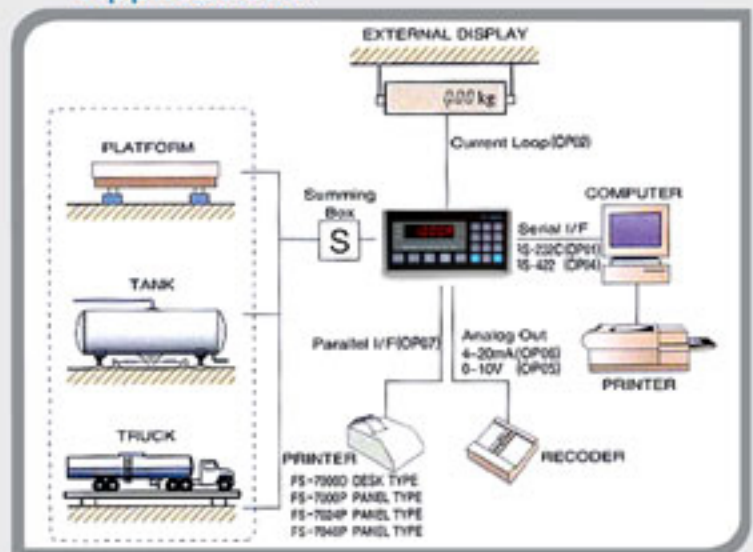 EXTERNAL DISPLAY
0.00 kg
Current Loop(OP02)
PLATFORM
Summing
Box
S
COMPUTER
Serial I/F
RS-232C(OP01)
RS-422 (OP04)
TANK
Parallel I/F(OP07)
Analog Out
4-20mA(OP06)
0-10V (OP05)
PRINTER
TRUCK
PRINTER
RECODER
FS-7000D DESK TYPE
FS-7000P PANEL TYPE
FS-7024P PANEL TYPE
FS-7040P PANEL TYPE